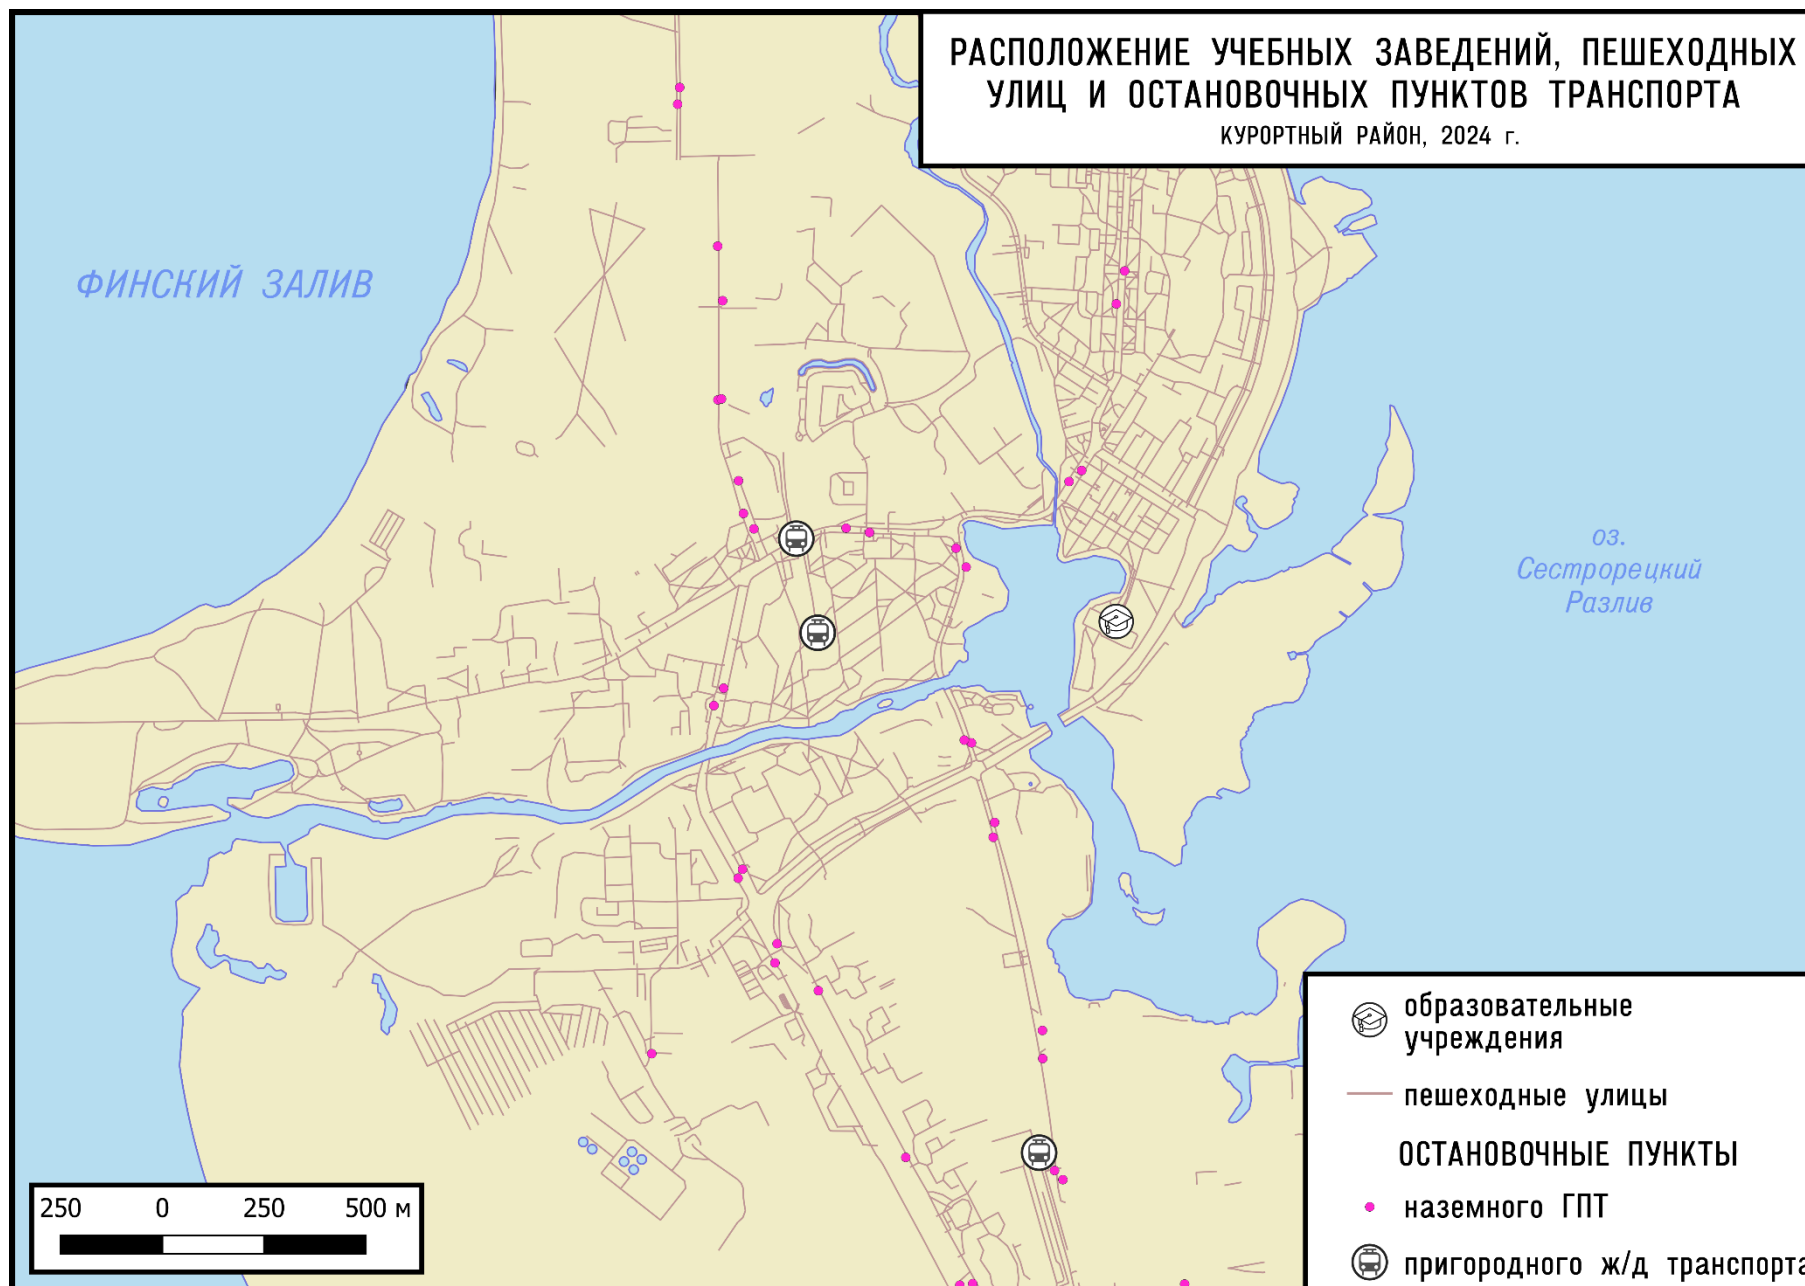 РАСПОЛОЖЕНИЕ УЧЕБНЫХ ЗАВЕДЕНИЙ, ПЕШЕХОДНЫХ
УЛИЦ И ОСТАНОВОЧНЫХ ПУНКТОВ ТРАНСПОРТА
КУРОРТНЫЙ РАЙОН, 2024 г.
ФИНСКИЙ ЗАЛИВ
оз.
Сестрорецкий
Разлив
образовательные
учреждения
пешеходные улицы
ОСТАНОВОЧНЫЕ ПУНКТЫ
наземного ГПТ
пригородного ж/д транспорта
250 0 250 500 м